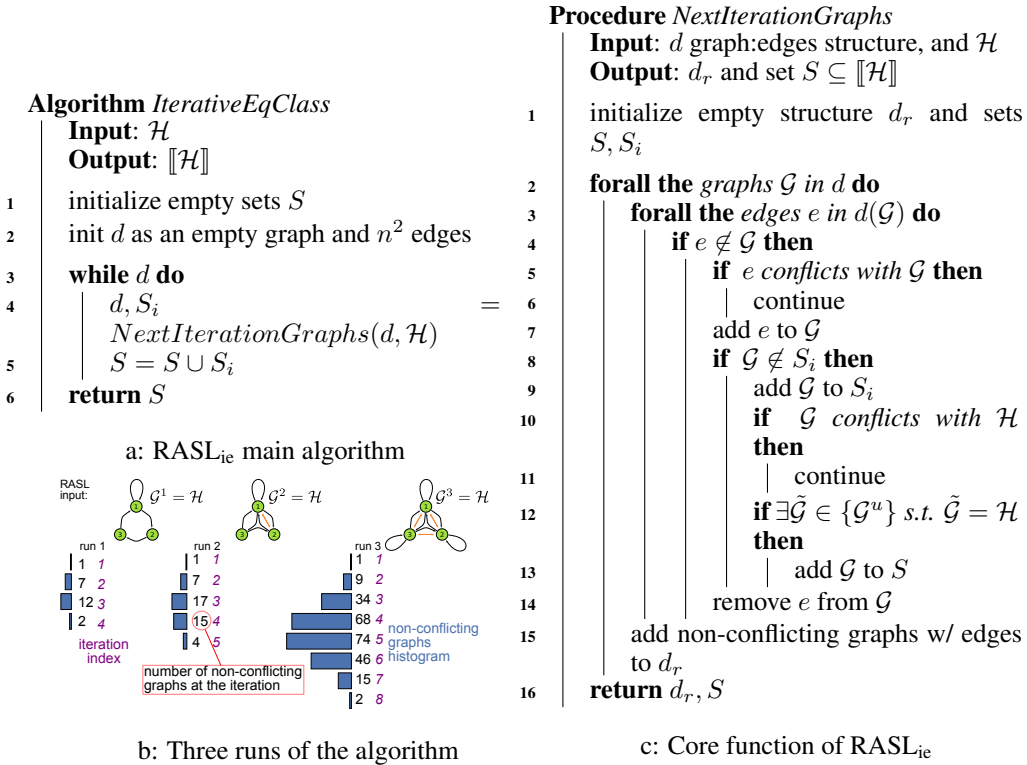 Algorithm IterativeEqClass
Input: ℋ
Output: ⟦ℋ⟧
1 initialize empty sets S
2 init d as an empty graph and n² edges
3 while d do
4 d, S_i =
NextIterationGraphs(d, ℋ)
5 S = S ∪ S_i
6 return S
a: RASL_ie main algorithm
RASL
input:
𝒢¹ = ℋ
𝒢² = ℋ
𝒢³ = ℋ
1
3
2
1
3
2
1
3
2
run 1
1 1
7 2
12 3
2 4
iteration
index
run 2
1 1
7 2
17 3
15 4
4 5
number of non-conflicting
graphs at the iteration
run 3
1 1
9 2
34 3
68 4
74 5
46 6
15 7
2 8
non-conflicting
graphs
histogram
b: Three runs of the algorithm
Procedure NextIterationGraphs
Input: d graph:edges structure, and ℋ
Output: d_r and set S ⊆ ⟦ℋ⟧
1 initialize empty structure d_r and sets
S, S_i
2 forall the graphs 𝒢 in d do
3 forall the edges e in d(𝒢) do
4 if e ∉ 𝒢 then
5 if e conflicts with 𝒢 then
6 continue
7 add e to 𝒢
8 if 𝒢 ∉ S_i then
9 add 𝒢 to S_i
10 if 𝒢 conflicts with ℋ
then
11 continue
12 if ∃𝒢̃ ∈ {𝒢ᵘ} s.t. 𝒢̃ = ℋ
then
13 add 𝒢 to S
14 remove e from 𝒢
15 add non-conflicting graphs w/ edges
to d_r
16 return d_r, S
c: Core function of RASL_ie